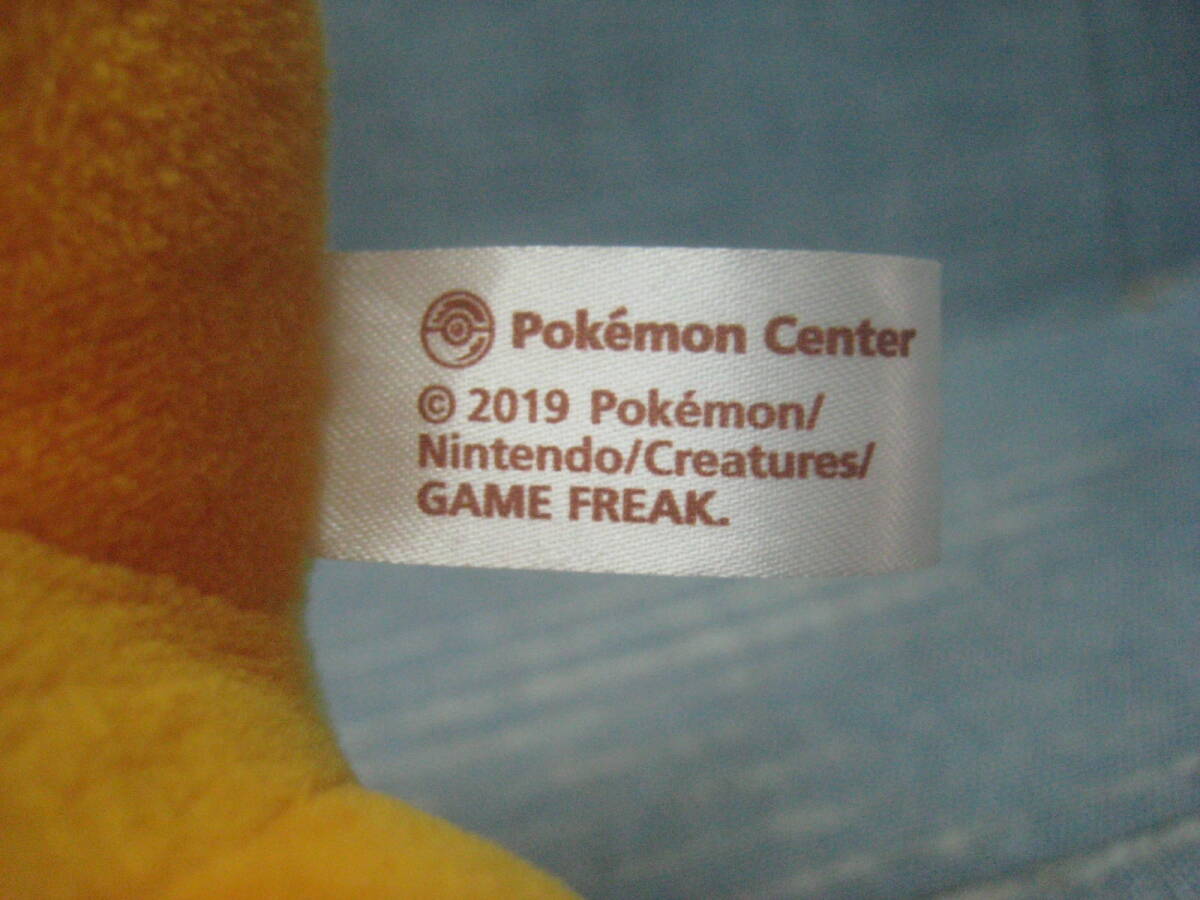 Pokémon Center
© 2019 Pokémon/
Nintendo/Creatures/
GAME FREAK.